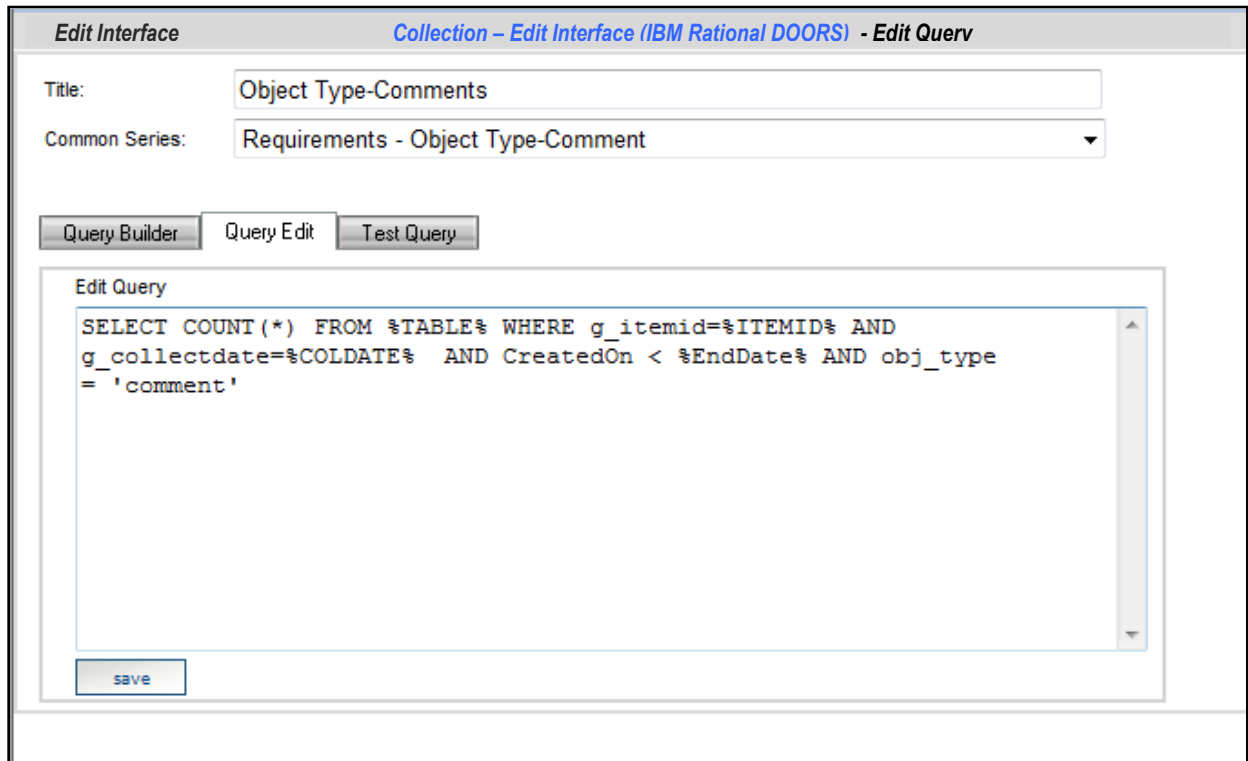 Edit Interface Collection – Edit Interface (IBM Rational DOORS) - Edit Query
Title: Object Type-Comments
Common Series: Requirements - Object Type-Comment
Query Builder Query Edit Test Query
Edit Query
SELECT COUNT(*) FROM %TABLE% WHERE g_itemid=%ITEMID% AND
g_collectdate=%COLDATE%  AND CreatedOn < %EndDate% AND obj_type
= 'comment'
save